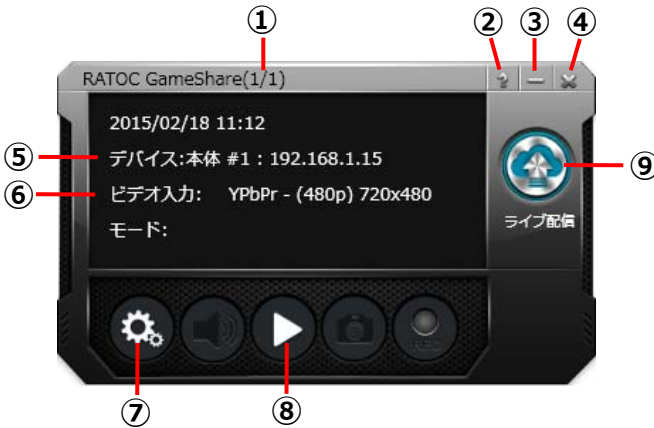 ① ② ③ ④
RATOC GameShare(1/1)
2015/02/18 11:12
⑤ デバイス:本体 #1 : 192.168.1.15
⑨
⑥ ビデオ入力: YPbPr - (480p) 720x480
ライブ配信
モード:
REC
⑦ ⑧